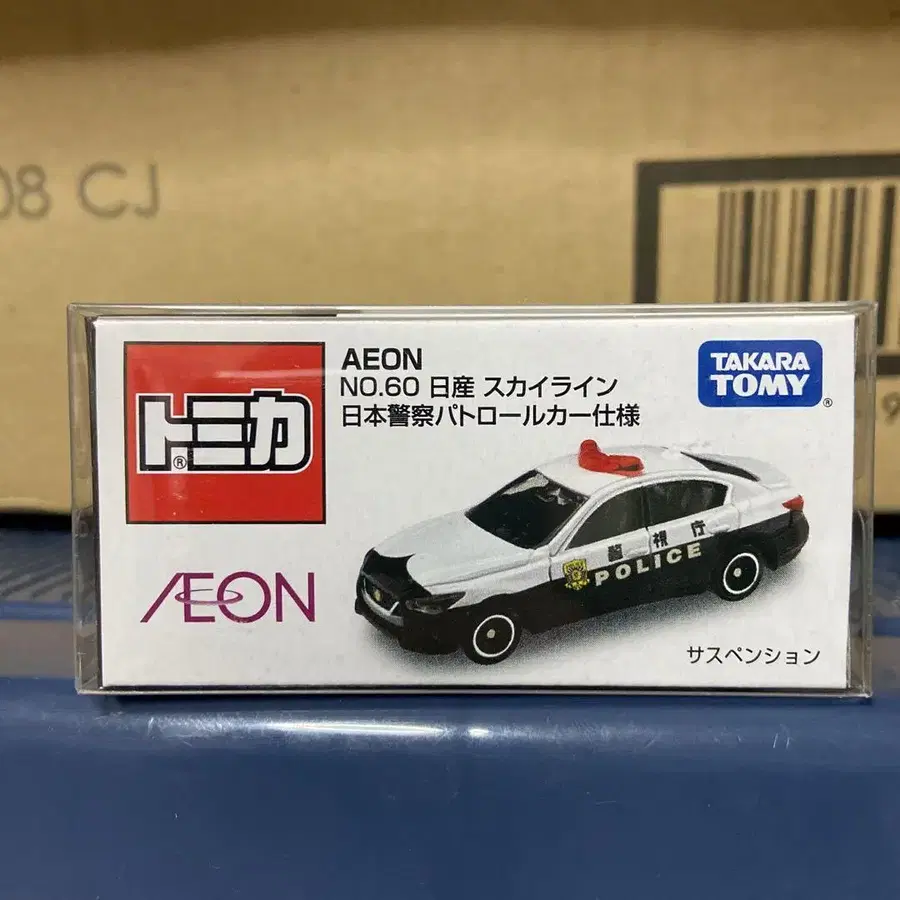 08 CJ
トミカ
®
AEON
NO.60 日産 スカイライン
日本警察パトロールカー仕様
TAKARA
TOMY
®
警視庁
POLICE
AEON
サスペンション
9